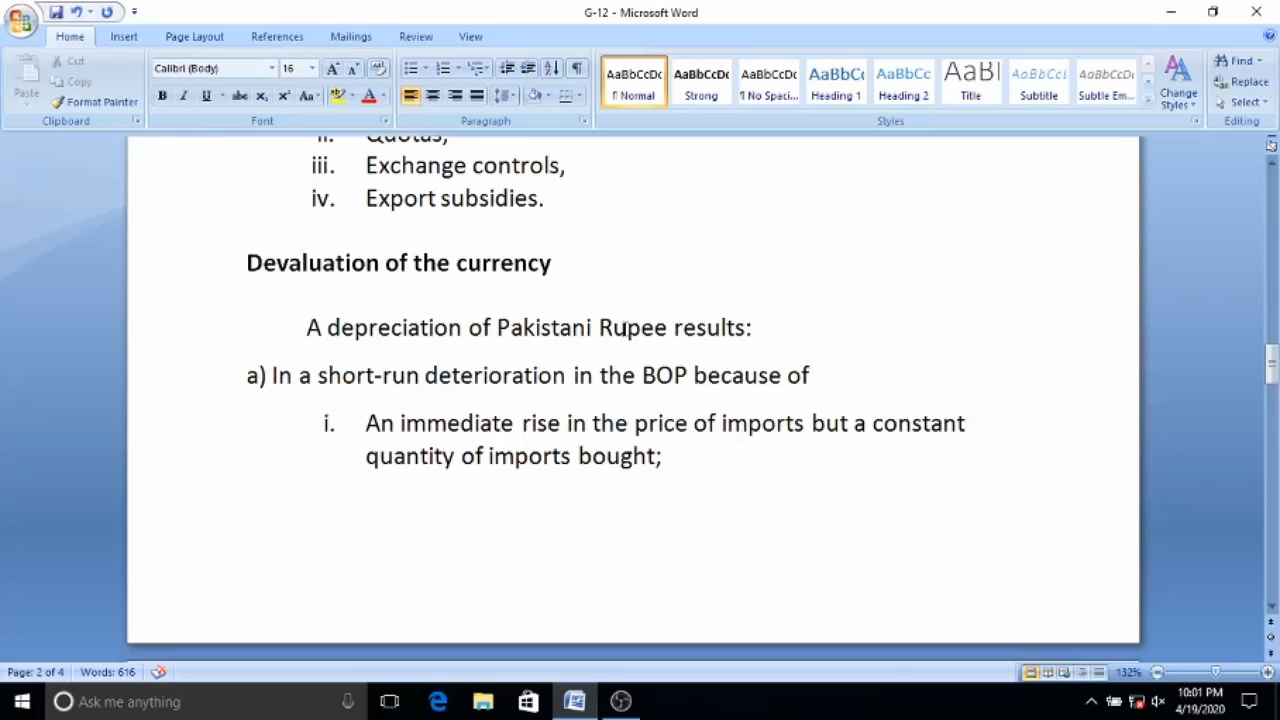 G-12 - Microsoft Word
Home Insert Page Layout References Mailings Review View
Cut
Copy
Format Painter
Paste
Clipboard
Calibri (Body) 16
Font
Paragraph
AaBbCcDc AaBbCcDc AaBbCcDc AaBbCc AaBbCc AaBl AaBbCcL AaBbCcDc
¶ Normal Strong ¶ No Spaci... Heading 1 Heading 2 Title Subtitle Subtle Em...
Change Styles
Styles
Find
Replace
Select
Editing
ii. Quotas,
iii. Exchange controls,
iv. Export subsidies.
Devaluation of the currency
A depreciation of Pakistani Rupee results:
a) In a short-run deterioration in the BOP because of
i. An immediate rise in the price of imports but a constant
quantity of imports bought;
Page: 2 of 4 Words: 616 132%
Ask me anything
10:01 PM
4/19/2020